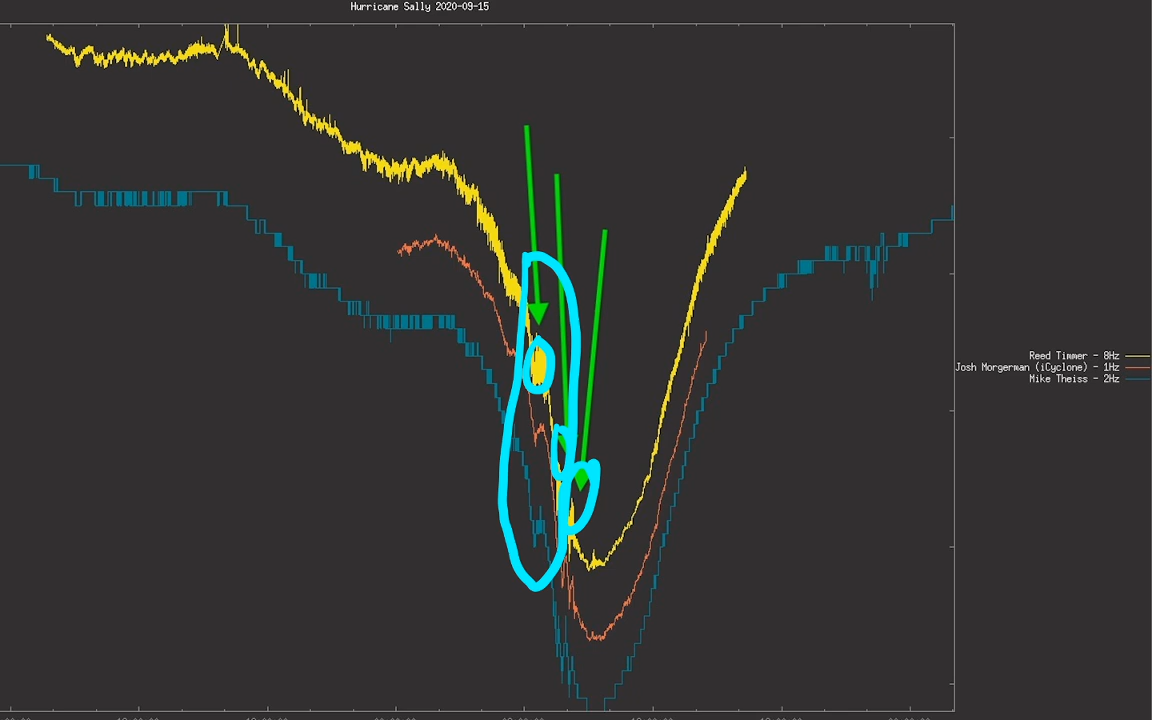 Hurricane Sally 2020-09-15
Reed Timmer - 8Hz
Josh Morgerman (iCyclone) - 1Hz
Mike Theiss - 2Hz